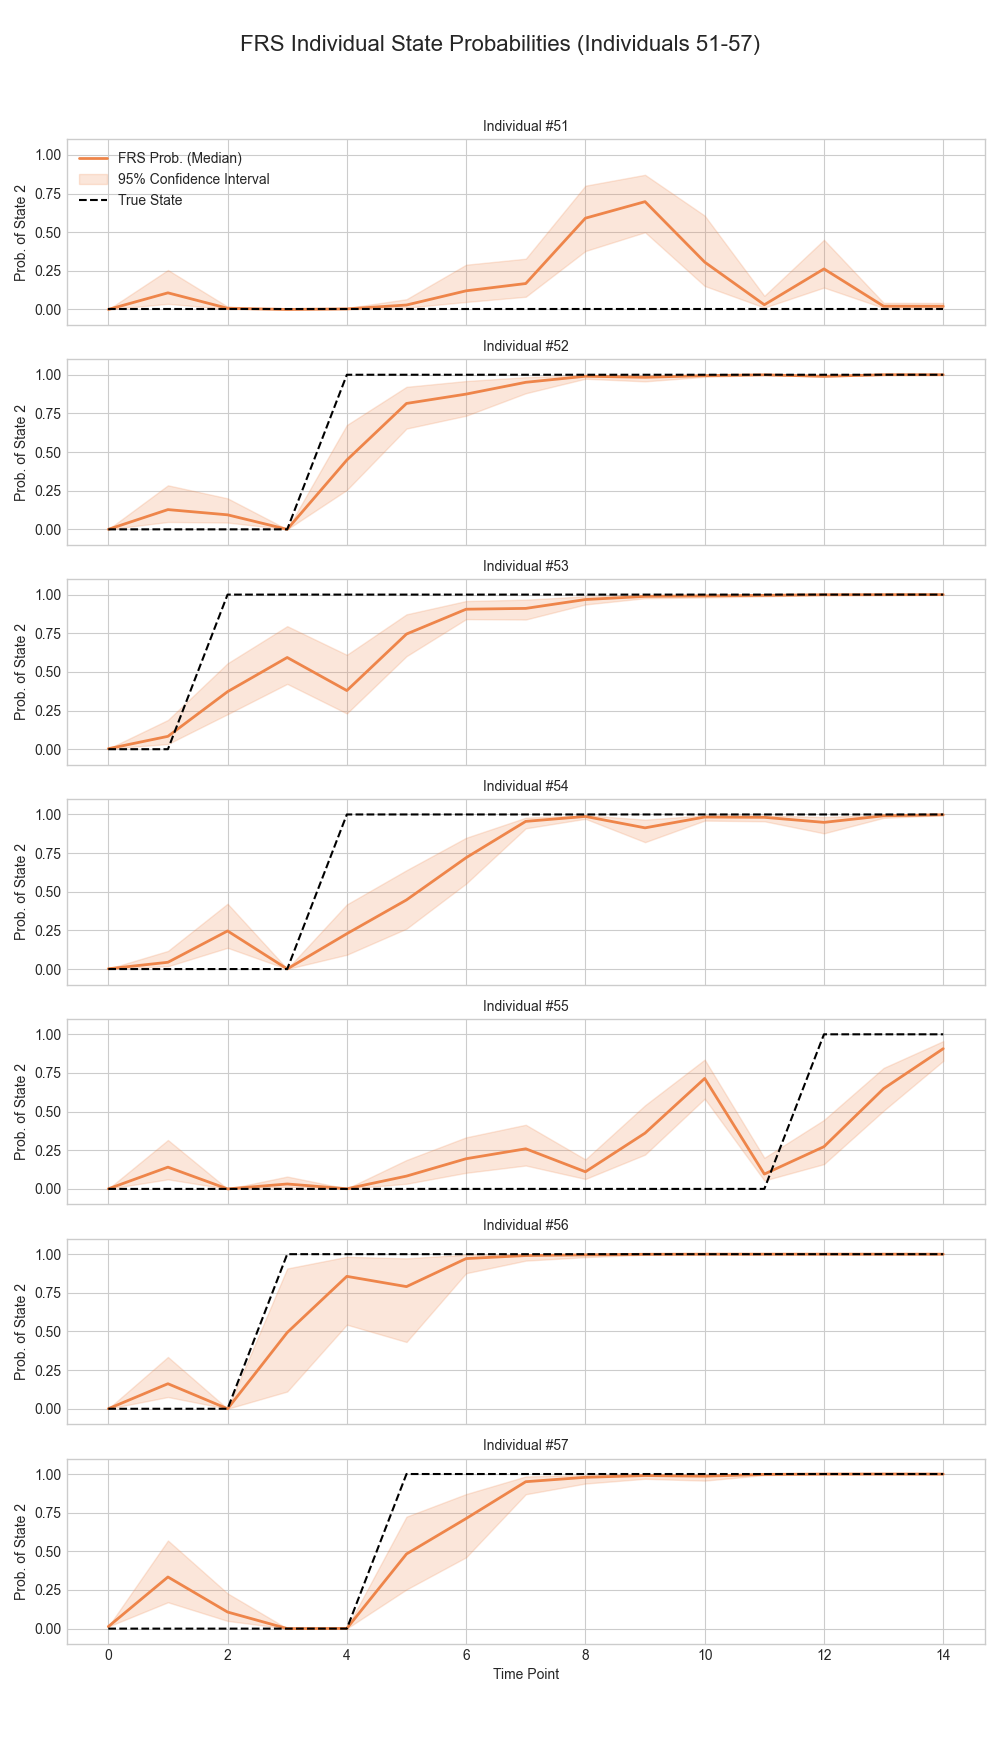 FRS Individual State Probabilities (Individuals 51-57)
Individual #51
1.00
0.75
0.50
0.25
0.00
Prob. of State 2
FRS Prob. (Median)
95% Confidence Interval
True State
Individual #52
1.00
0.75
0.50
0.25
0.00
Prob. of State 2
Individual #53
1.00
0.75
0.50
0.25
0.00
Prob. of State 2
Individual #54
1.00
0.75
0.50
0.25
0.00
Prob. of State 2
Individual #55
1.00
0.75
0.50
0.25
0.00
Prob. of State 2
Individual #56
1.00
0.75
0.50
0.25
0.00
Prob. of State 2
Individual #57
1.00
0.75
0.50
0.25
0.00
Prob. of State 2
0 2 4 6 8 10 12 14
Time Point